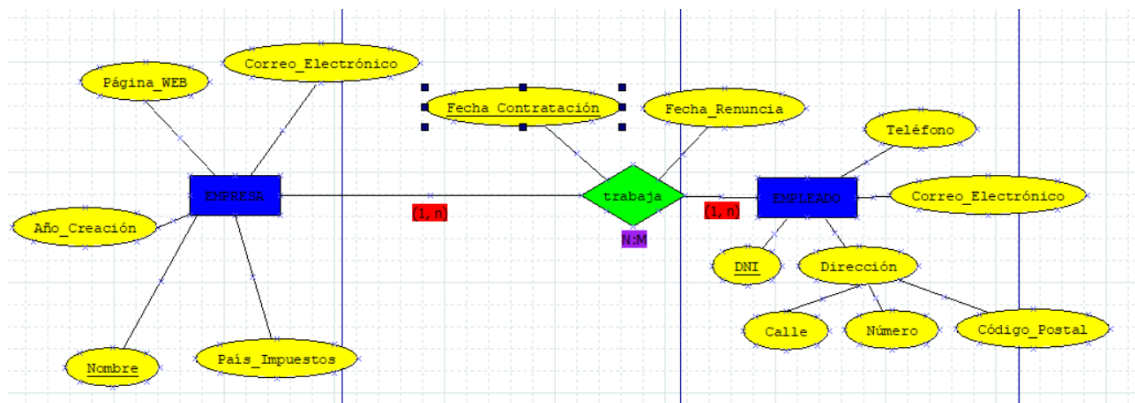 Correo_Electrónico
Página_WEB
Fecha_Contratación
Fecha_Renuncia
Teléfono
EMPRESA
trabaja
EMPLEADO
Correo_Electrónico
(1,n)
(1,n)
Año_Creación
N:M
DNI
Dirección
Calle
Número
Código_Postal
Nombre
País_Impuestos